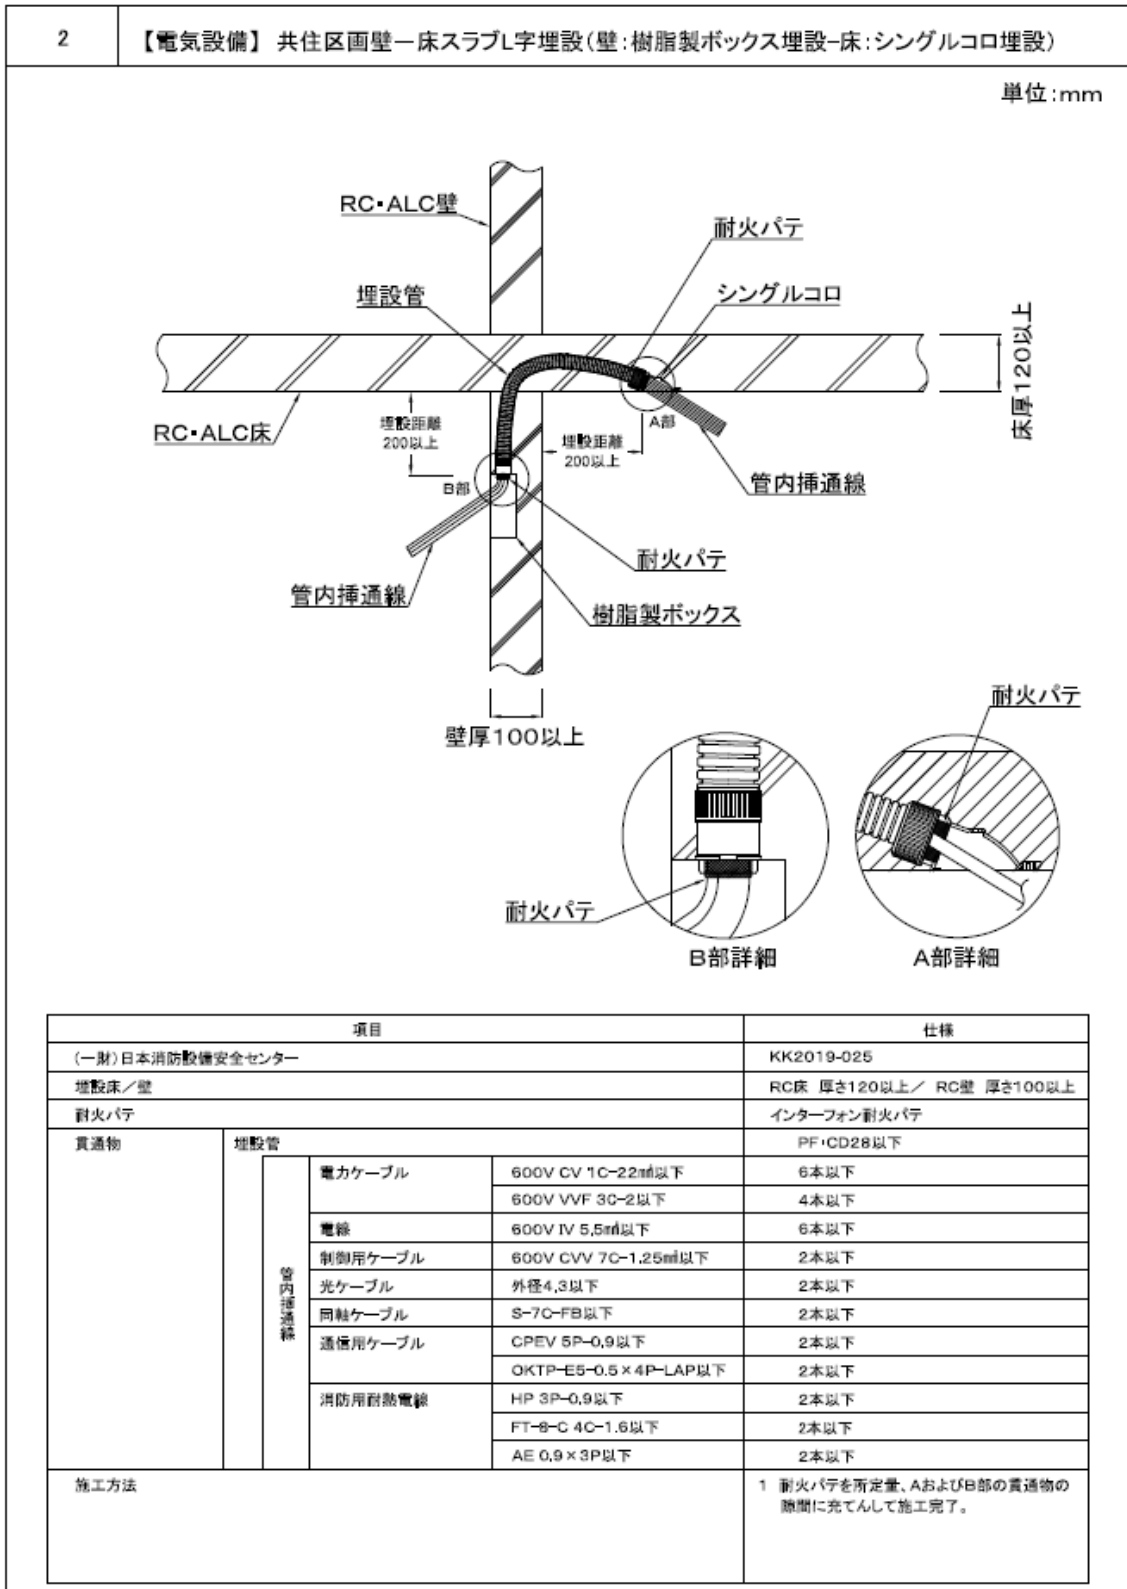 2
【電気設備】 共住区画壁ー床スラブL字埋設(壁:樹脂製ボックス埋設-床:シングルコロ埋設)
単位:mm
RC・ALC壁
耐火パテ
埋設管
シングルコロ
床厚120以上
RC・ALC床
埋設距離
200以上
埋設距離
200以上
A部
B部
管内挿通線
耐火パテ
管内挿通線
樹脂製ボックス
壁厚100以上
耐火パテ
耐火パテ
B部詳細
A部詳細
項目 仕様
(一財)日本消防設備安全センター KK2019-025
埋設床/壁 RC床 厚さ120以上/ RC壁 厚さ100以上
耐火パテ インターフォン耐火パテ
貫通物 埋設管 PF・CD28以下
管内挿通線
電力ケーブル 600V CV 1C-22㎟以下 6本以下
600V VVF 3C-2以下 4本以下
電線 600V IV 5.5㎟以下 6本以下
制御用ケーブル 600V CVV 7C-1.25㎟以下 2本以下
光ケーブル 外径4.3以下 2本以下
同軸ケーブル S-7C-FB以下 2本以下
通信用ケーブル CPEV 5P-0.9以下 2本以下
OKTP-E5-0.5×4P-LAP以下 2本以下
消防用耐熱電線 HP 3P-0.9以下 2本以下
FT-8-C 4C-1.6以下 2本以下
AE 0.9×3P以下 2本以下
施工方法 1 耐火パテを所定量、AおよびB部の貫通物の
隙間に充てんして施工完了。